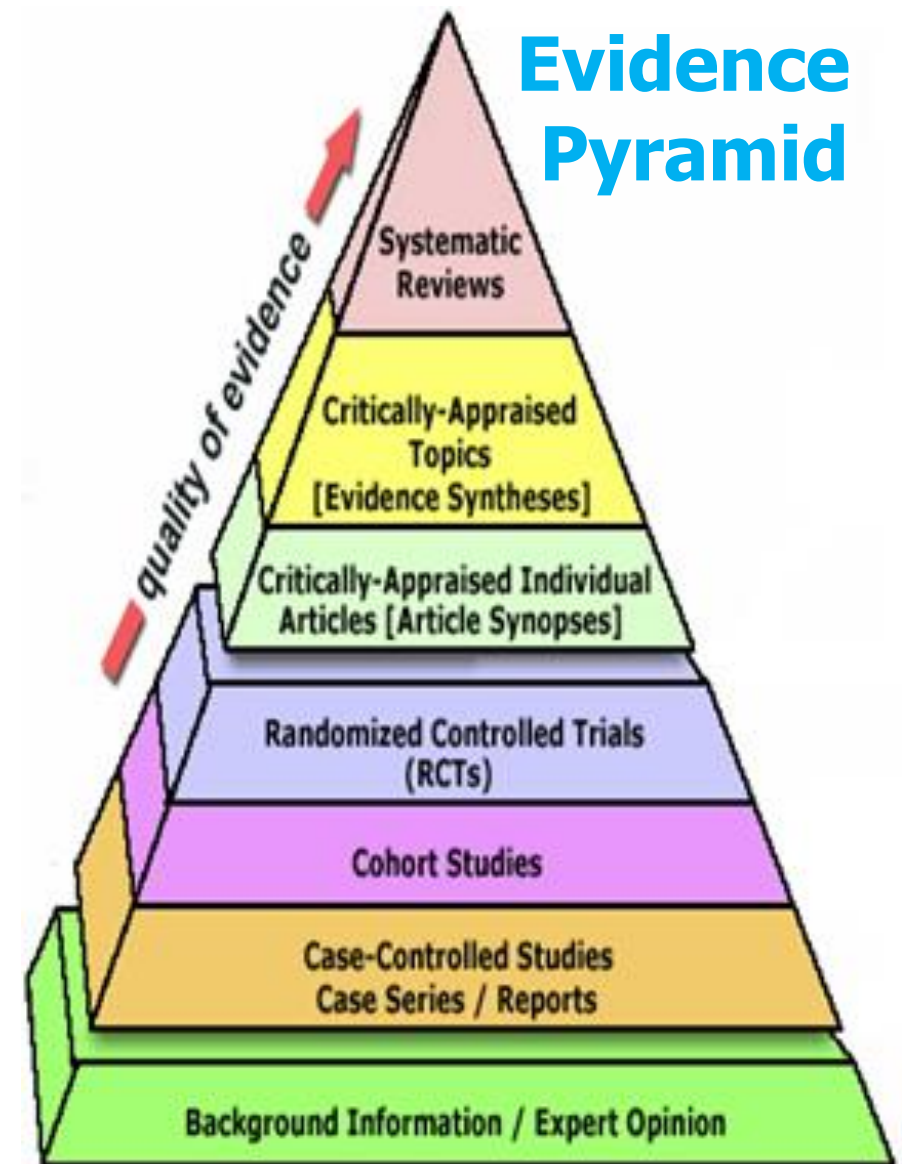 Evidence
Pyramid
quality of evidence
Systematic
Reviews
Critically-Appraised
Topics
[Evidence Syntheses]
Critically-Appraised Individual
Articles [Article Synopses]
Randomized Controlled Trials
(RCTs)
Cohort Studies
Case-Controlled Studies
Case Series / Reports
Background Information / Expert Opinion